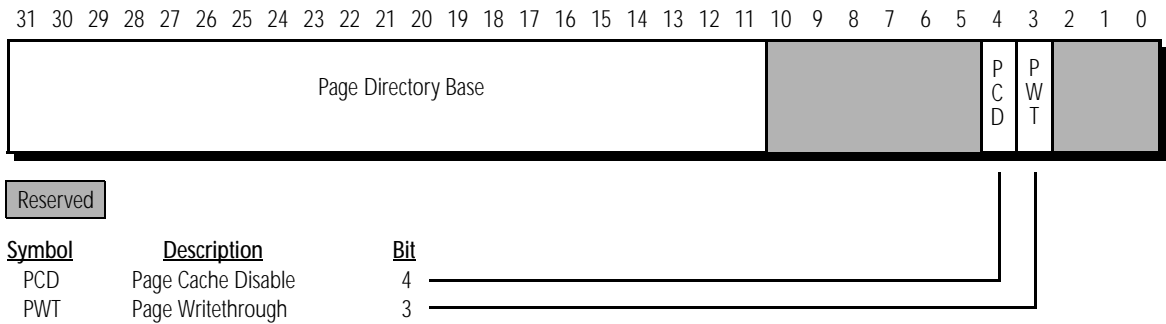 31 30 29 28 27 26 25 24 23 22 21 20 19 18 17 16 15 14 13 12 11 10 9 8 7 6 5 4 3 2 1 0
Page Directory Base
PCD
PWT
Reserved
Symbol Description Bit
PCD Page Cache Disable 4
PWT Page Writethrough 3